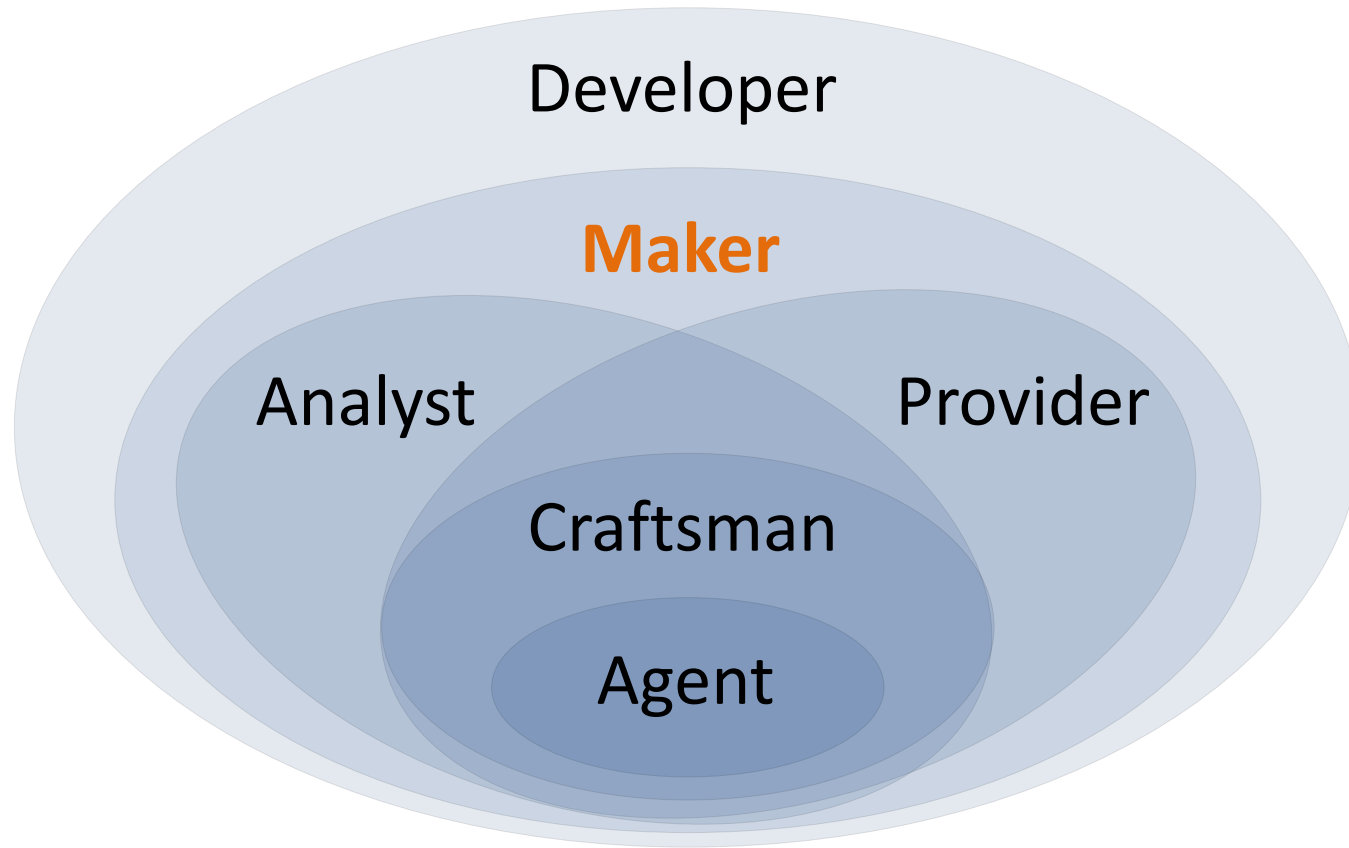 Developer
Maker
Analyst
Provider
Craftsman
Agent